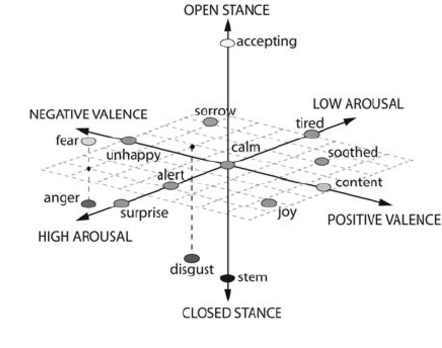 OPEN STANCE
accepting
LOW AROUSAL
NEGATIVE VALENCE
sorrow
tired
fear
unhappy
calm
soothed
alert
content
anger
surprise
joy
POSITIVE VALENCE
HIGH AROUSAL
disgust
stem
CLOSED STANCE